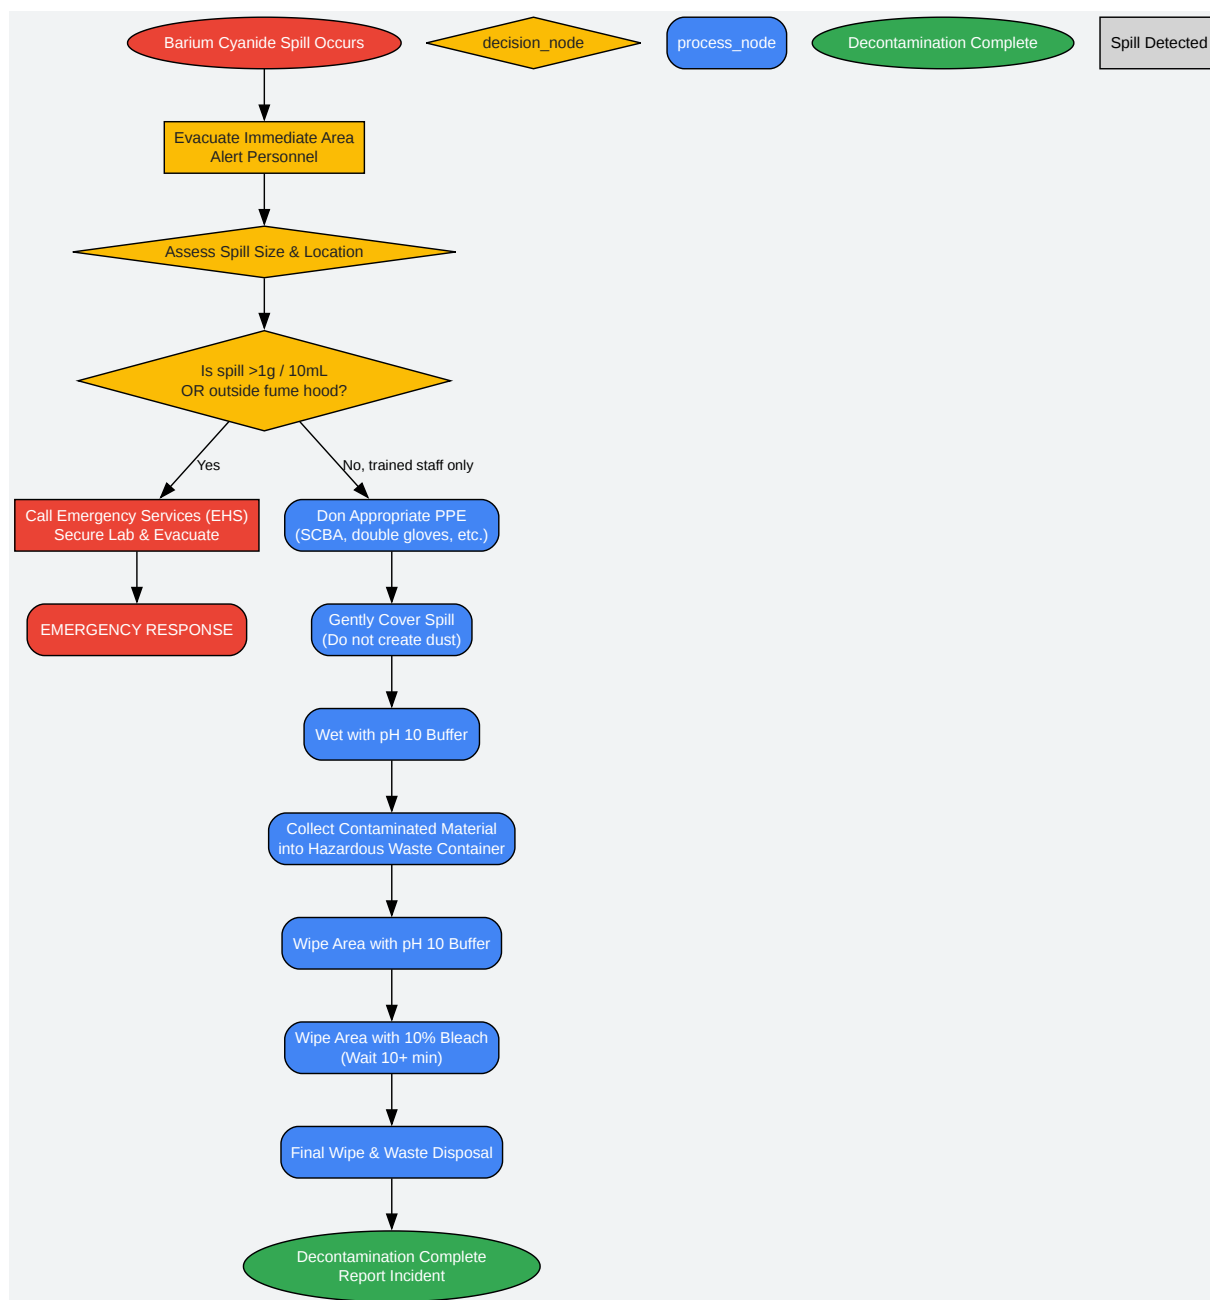 Barium Cyanide Spill Occurs
decision_node
process_node
Decontamination Complete
Spill Detected
Evacuate Immediate Area
Alert Personnel
Assess Spill Size & Location
Is spill >1g / 10mL
OR outside fume hood?
Yes
No, trained staff only
Call Emergency Services (EHS)
Secure Lab & Evacuate
Don Appropriate PPE
(SCBA, double gloves, etc.)
EMERGENCY RESPONSE
Gently Cover Spill
(Do not create dust)
Wet with pH 10 Buffer
Collect Contaminated Material
into Hazardous Waste Container
Wipe Area with pH 10 Buffer
Wipe Area with 10% Bleach
(Wait 10+ min)
Final Wipe & Waste Disposal
Decontamination Complete
Report Incident